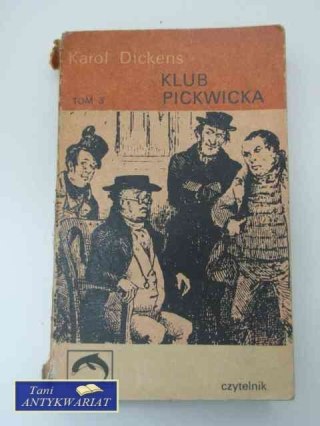 Karol Dickens
KLUB
TOM 3 PICKWICKA
czytelnik
Tani
ANTYKWARIAT